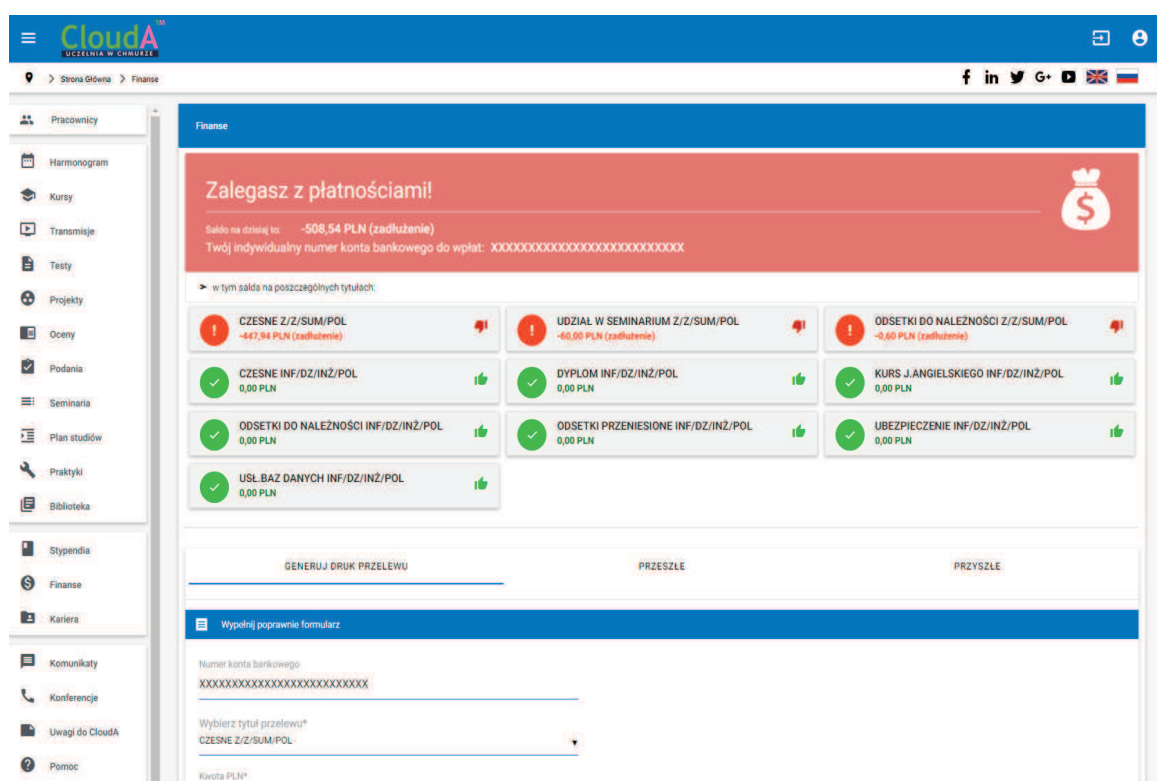 CloudA™
UCZELNIA W CHMURZE
Strona Główna > Finanse
f in G+
Pracownicy
Harmonogram
Kursy
Transmisje
Testy
Projekty
Oceny
Podania
Seminaria
Plan studiów
Praktyki
Biblioteka
Stypendia
Finanse
Kariera
Komunikaty
Konferencje
Uwagi do CloudA
Pomoc
Finanse
Zalegasz z płatnościami!
Saldo na dzisiaj to: -508,54 PLN (zadłużenie)
Twój indywidualny numer konta bankowego do wpłat: XXXXXXXXXXXXXXXXXXXXXXXXXX
$
➤ w tym salda na poszczególnych tytułach:
CZESNE Z/Z/SUM/POL
-447,94 PLN (zadłużenie)
UDZIAŁ W SEMINARIUM Z/Z/SUM/POL
-60,00 PLN (zadłużenie)
ODSETKI DO NALEŻNOŚCI Z/Z/SUM/POL
-0,60 PLN (zadłużenie)
CZESNE INF/DZ/INŻ/POL
0,00 PLN
DYPLOM INF/DZ/INŻ/POL
0,00 PLN
KURS J.ANGIELSKIEGO INF/DZ/INŻ/POL
0,00 PLN
ODSETKI DO NALEŻNOŚCI INF/DZ/INŻ/POL
0,00 PLN
ODSETKI PRZENIESIONE INF/DZ/INŻ/POL
0,00 PLN
UBEZPIECZENIE INF/DZ/INŻ/POL
0,00 PLN
USŁ.BAZ DANYCH INF/DZ/INŻ/POL
0,00 PLN
GENERUJ DRUK PRZELEWU
PRZESZŁE
PRZYSZŁE
Wypełnij poprawnie formularz
Numer konta bankowego
XXXXXXXXXXXXXXXXXXXXXXXXXX
Wybierz tytuł przelewu*
CZESNE Z/Z/SUM/POL
Kwota PLN*